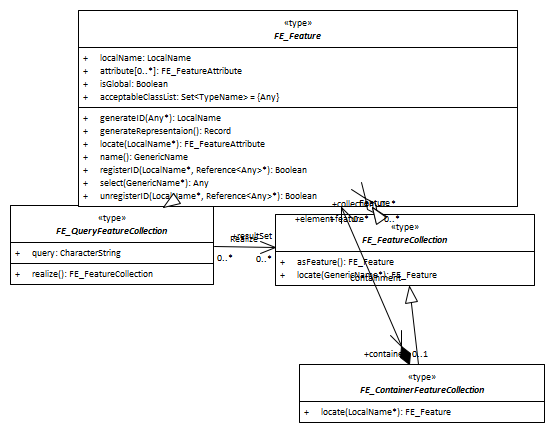 «type»
FE_Feature
+ localName: LocalName
+ attribute[0..*]: FE_FeatureAttribute
+ isGlobal: Boolean
+ acceptableClassList: Set<TypeName> = {Any}
+ generateID(Any*): LocalName
+ generateRepresentaion(): Record
+ locate(LocalName*): FE_FeatureAttribute
+ name(): GenericName
+ registerID(LocalName*, Reference<Any>*): Boolean
+ select(GenericName*): Any
+ unregisterID(LocalName*, Reference<Any>*): Boolean
+collection
Feature
0..*
+element
+feature
0..*
0..*
«type»
FE_QueryFeatureCollection
+ query: CharacterString
+ realize(): FE_FeatureCollection
+resultSet
Realize
0..*
0..*
«type»
FE_FeatureCollection
+ asFeature(): FE_Feature
+ locate(GenericName*): FE_Feature
Containment
+container
0..1
«type»
FE_ContainerFeatureCollection
+ locate(LocalName*): FE_Feature